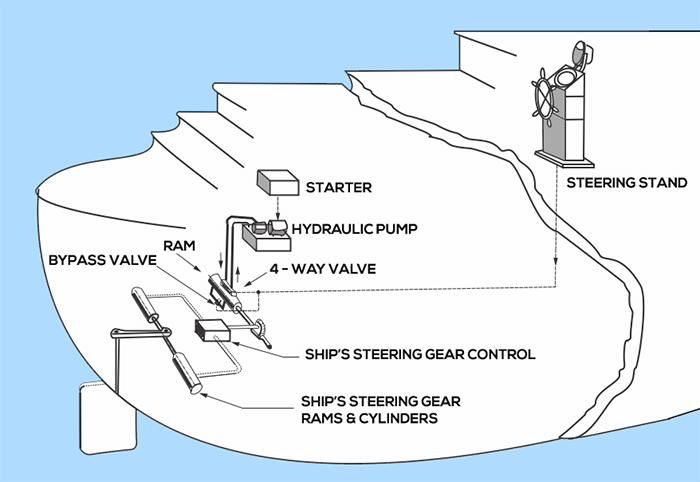 STEERING STAND
STARTER
HYDRAULIC PUMP
RAM
BYPASS VALVE
4 - WAY VALVE
SHIP'S STEERING GEAR CONTROL
SHIP'S STEERING GEAR
RAMS & CYLINDERS